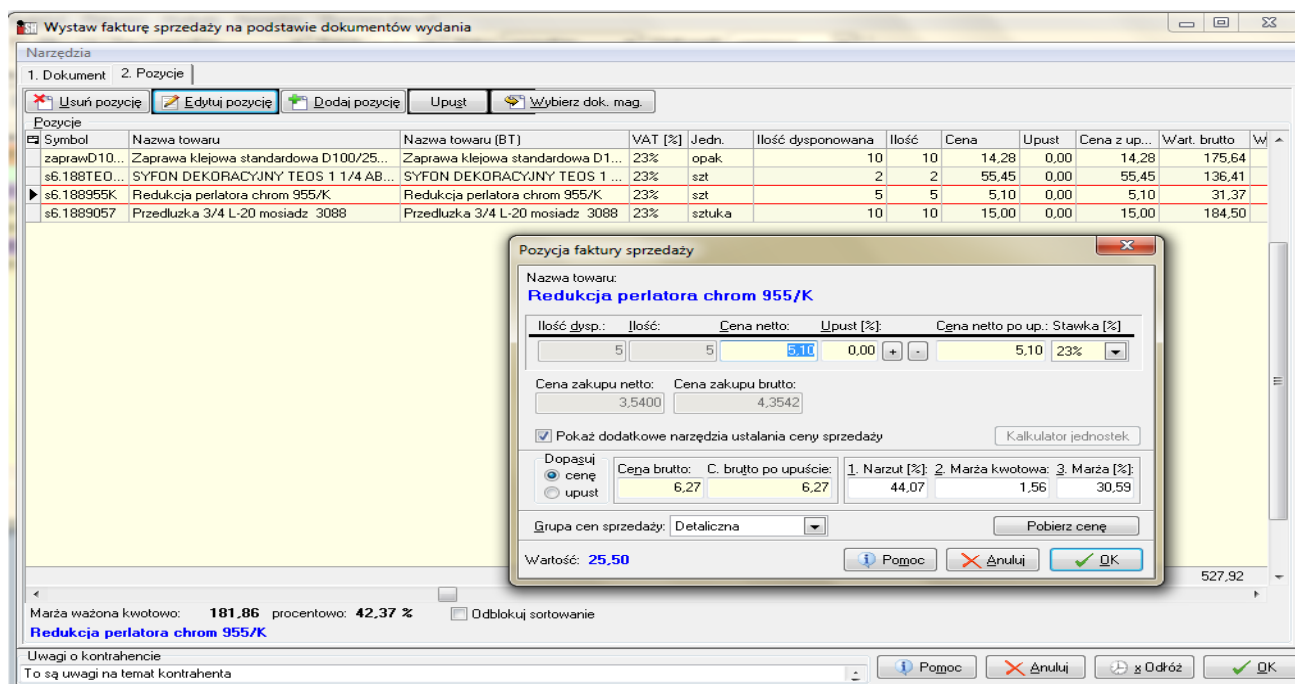 Wystaw fakturę sprzedaży na podstawie dokumentów wydania
Narzędzia
1. Dokument 2. Pozycje
Usuń pozycję Edytuj pozycję Dodaj pozycję Upust Wybierz dok. mag.
Pozycje
Symbol Nazwa towaru Nazwa towaru (BT) VAT [%] Jedn. Ilość dysponowana Ilość Cena Upust Cena z up... Wart. brutto W
zaprawD10... Zaprawa klejowa standardowa D100/25... Zaprawa klejowa standardowa D1... 23% opak 10 10 14,28 0,00 14,28 175,64
s6.188TEO... SYFON DEKORACYJNY TEOS 1 1/4 AB... SYFON DEKORACYJNY TEOS 1 ... 23% szt 2 2 55,45 0,00 55,45 136,41
s6.188955K Redukcja perlatora chrom 955/K Redukcja perlatora chrom 955/K 23% szt 5 5 5,10 0,00 5,10 31,37
s6.1889057 Przedluzka 3/4 L-20 mosiadz 3088 Przedluzka 3/4 L-20 mosiadz 3088 23% sztuka 10 10 15,00 0,00 15,00 184,50
Pozycja faktury sprzedaży
Nazwa towaru:
Redukcja perlatora chrom 955/K
Ilość dysp.: Ilość: Cena netto: Upust [%]: Cena netto po up.: Stawka [%]
5 5 5,10 0,00 + - 5,10 23%
Cena zakupu netto: Cena zakupu brutto:
3,5400 4,3542
Pokaż dodatkowe narzędzia ustalania ceny sprzedaży Kalkulator jednostek
Dopasuj
cenę
upust
Cena brutto: C. brutto po upuście: 1. Narzut [%]: 2. Marża kwotowa: 3. Marża [%]:
6,27 6,27 44,07 1,56 30,59
Grupa cen sprzedaży: Detaliczna Pobierz cenę
Wartość: 25,50 Pomoc Anuluj OK
527,92
Marża ważona kwotowo: 181,86 procentowo: 42,37 % Odblokuj sortowanie
Redukcja perlatora chrom 955/K
Uwagi o kontrahencie
To są uwagi na temat kontrahenta
Pomoc Anuluj x Odłóż OK